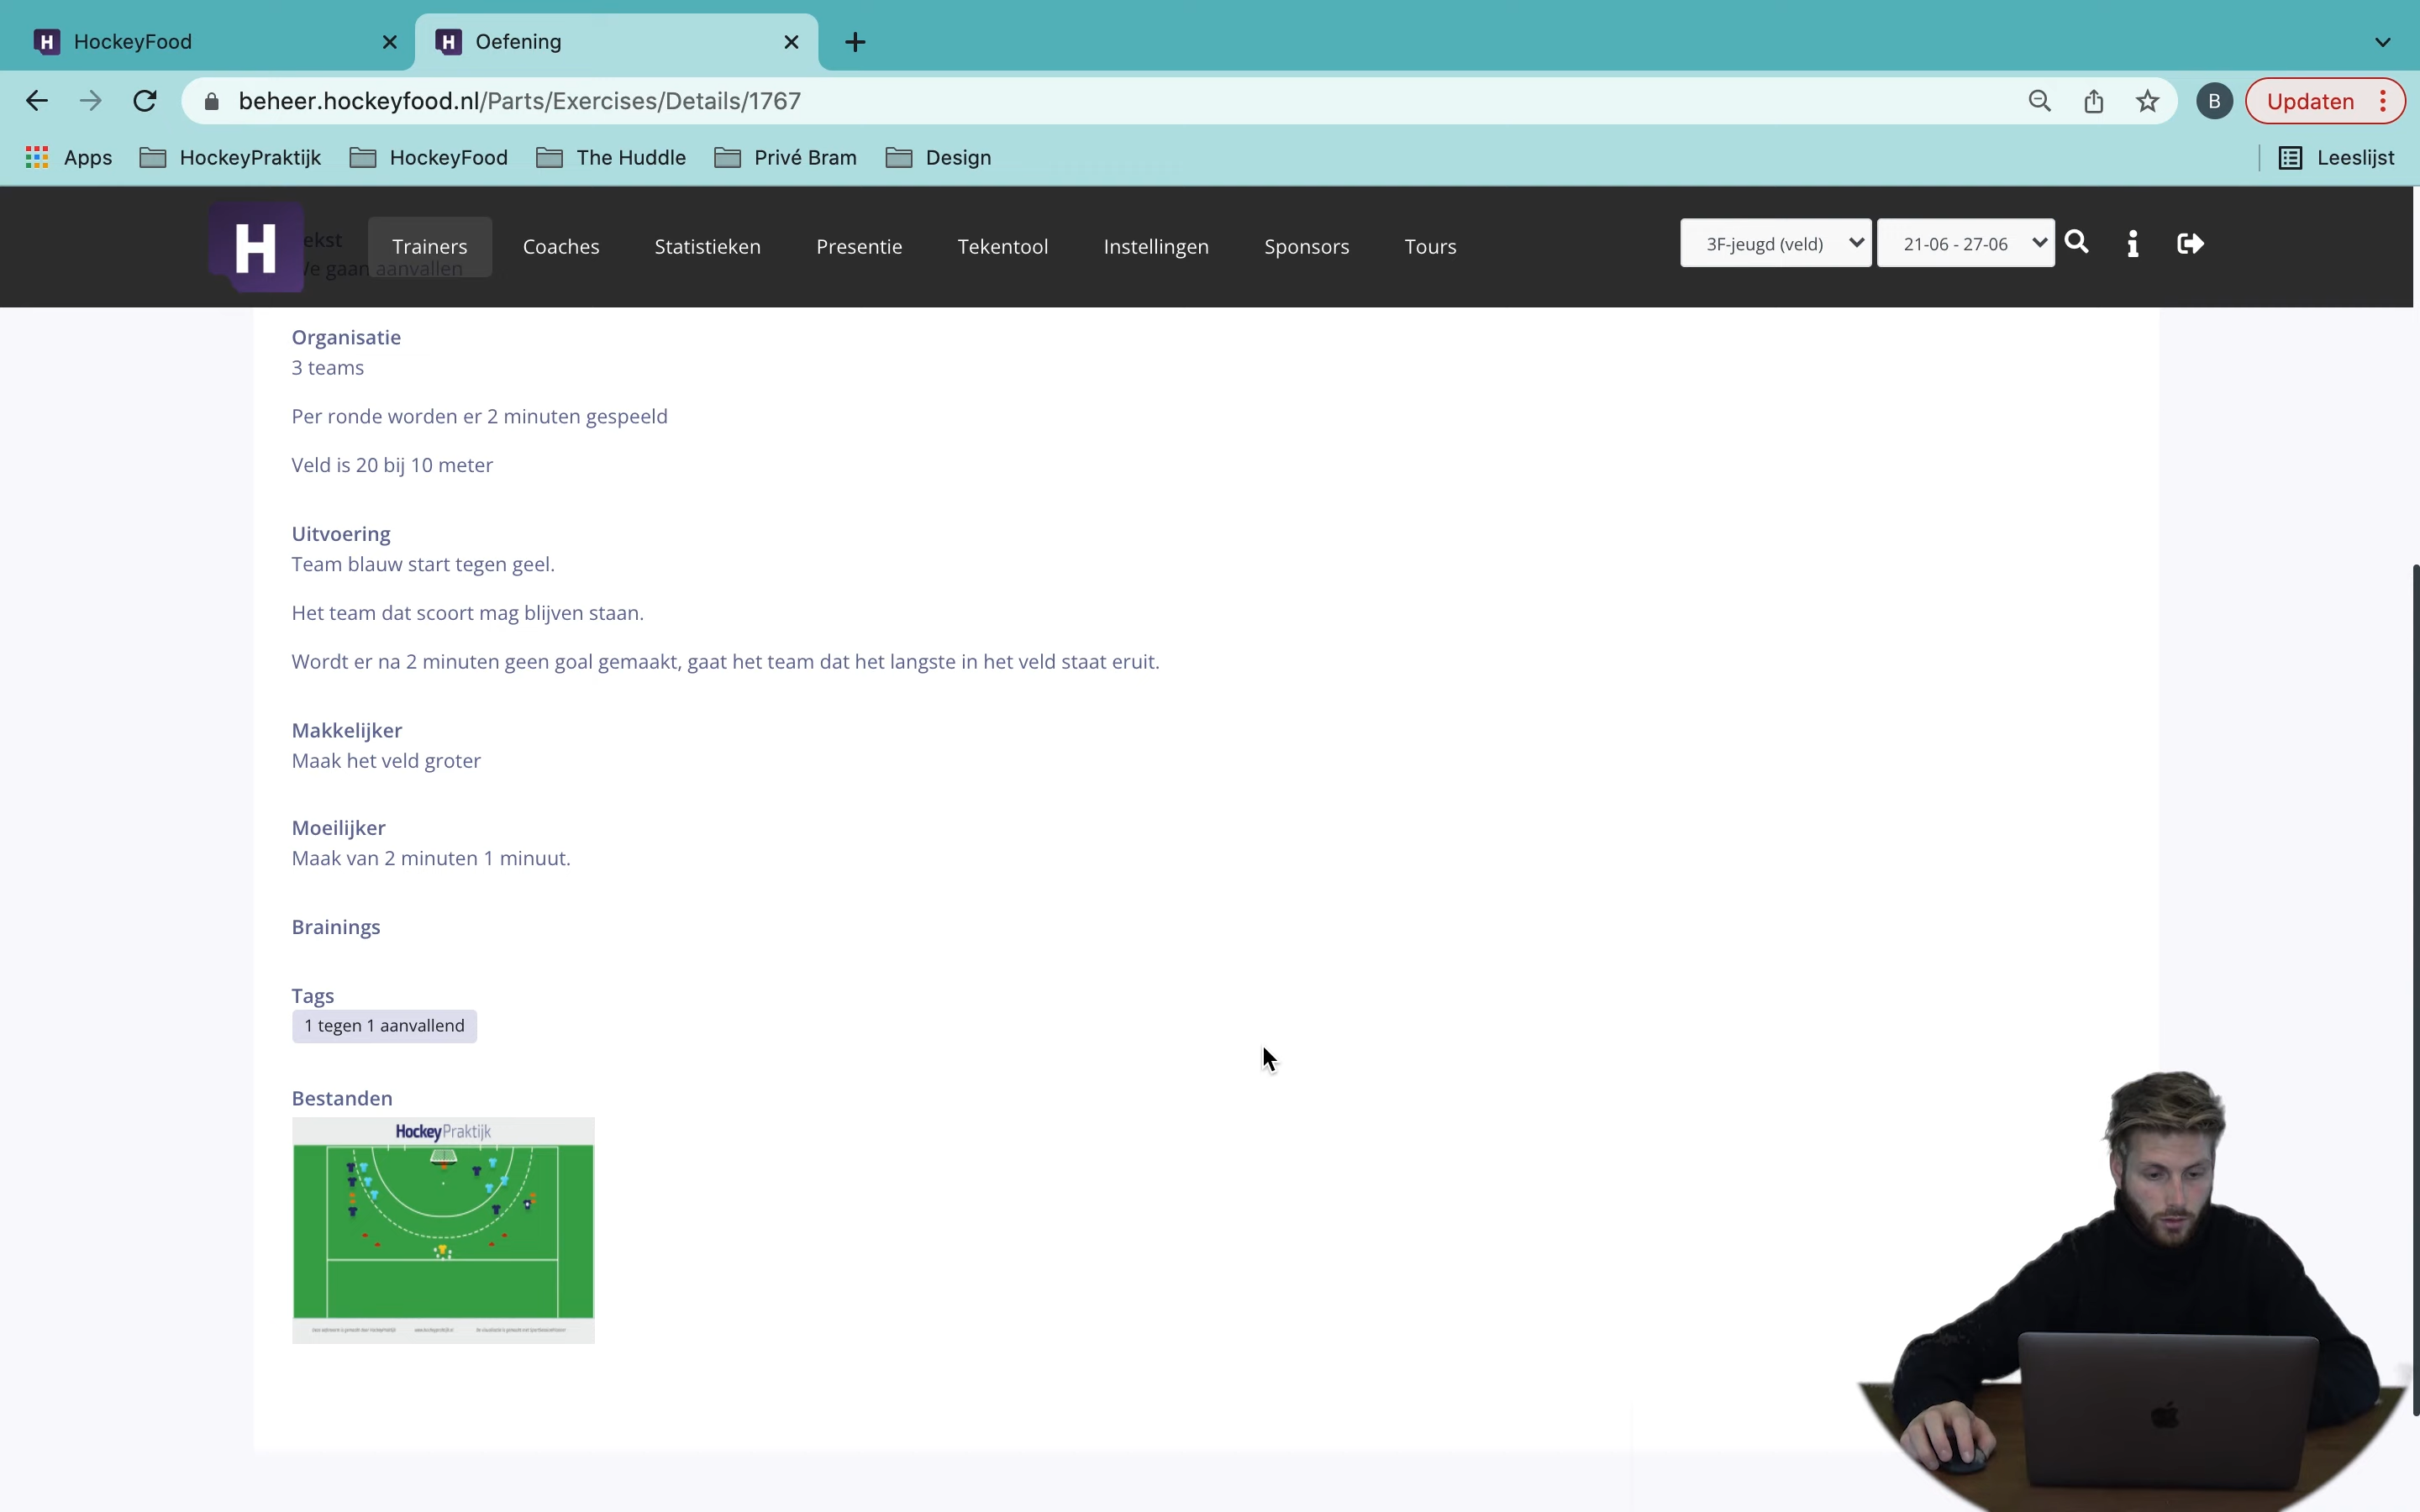 HockeyFood
Oefening
beheer.hockeyfood.nl/Parts/Exercises/Details/1767
B
Updaten
Apps
HockeyPraktijk
HockeyFood
The Huddle
Privé Bram
Design
Leeslijst
H
Trainers
Coaches
Statistieken
Presentie
Tekentool
Instellingen
Sponsors
Tours
3F-jeugd (veld)
21-06 - 27-06
gaan aanvallen
Organisatie
3 teams
Per ronde worden er 2 minuten gespeeld
Veld is 20 bij 10 meter
Uitvoering
Team blauw start tegen geel.
Het team dat scoort mag blijven staan.
Wordt er na 2 minuten geen goal gemaakt, gaat het team dat het langste in het veld staat eruit.
Makkelijker
Maak het veld groter
Moeilijker
Maak van 2 minuten 1 minuut.
Brainings
Tags
1 tegen 1 aanvallend
Bestanden
HockeyPraktijk